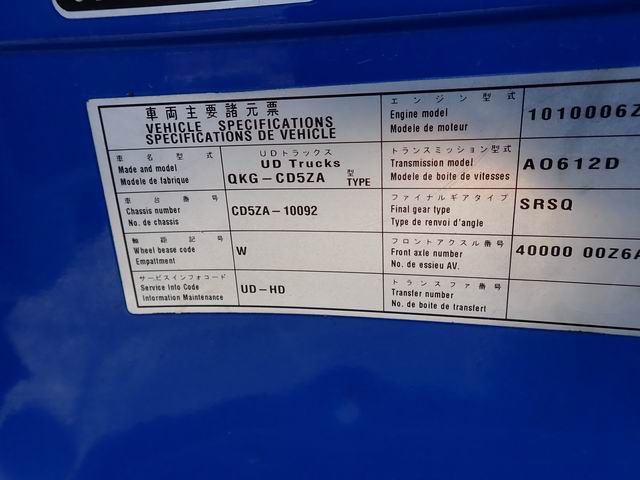 車両主要諸元票
VEHICLE SPECIFICATIONS
SPECIFICATIONS DE VEHICLE
車名型式
Made and model
Modele de fabrique
UDトラックス
UD Trucks
QKG-CD5ZA 型 TYPE
車台番号
Chassis number
No. de chassis
CD5ZA-10092
軸距記号
Wheel bease code
Empattment
W
サービスインフォコード
Service Info Code
Information Maintenance
UD-HD
エンジン型式
Engine model
Modele de moteur
1010006Z
トランスミッション型式
Transmission model
Modele de boite de vitesses
A0612D
ファイナルギアタイプ
Final gear type
Type de renvoi d'angle
SRSQ
フロントアクスル番号
Front axle number
No. de essieu AV.
40000 00Z6A
トランスファ番号
Transfer number
No. de boite de transferl